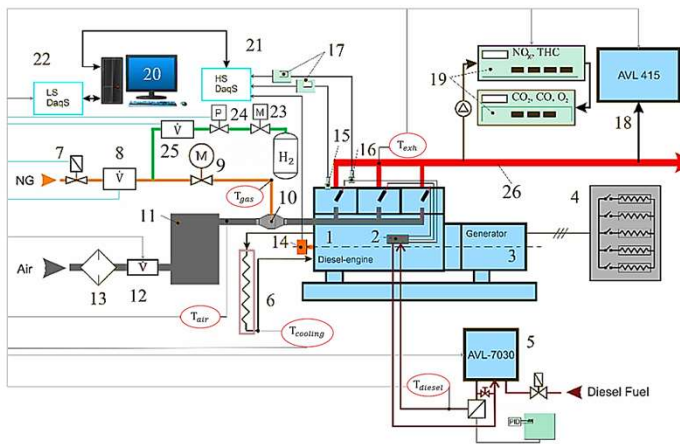 22
21
17
NOX, THC
AVL 415
20
HS
DaqS
19
LS
DaqS
P
24
M
23
CO2, CO, O2
V̇
Texh
15
16
18
7
8
25
9
M
H2
NG
V̇
Tgas
26
10
4
11
1
2
Generator
14
3
Air
Diesel-engine
V̇
13
12
6
Tair
Tcooling
AVL-7030
5
Tdiesel
Diesel Fuel
PID